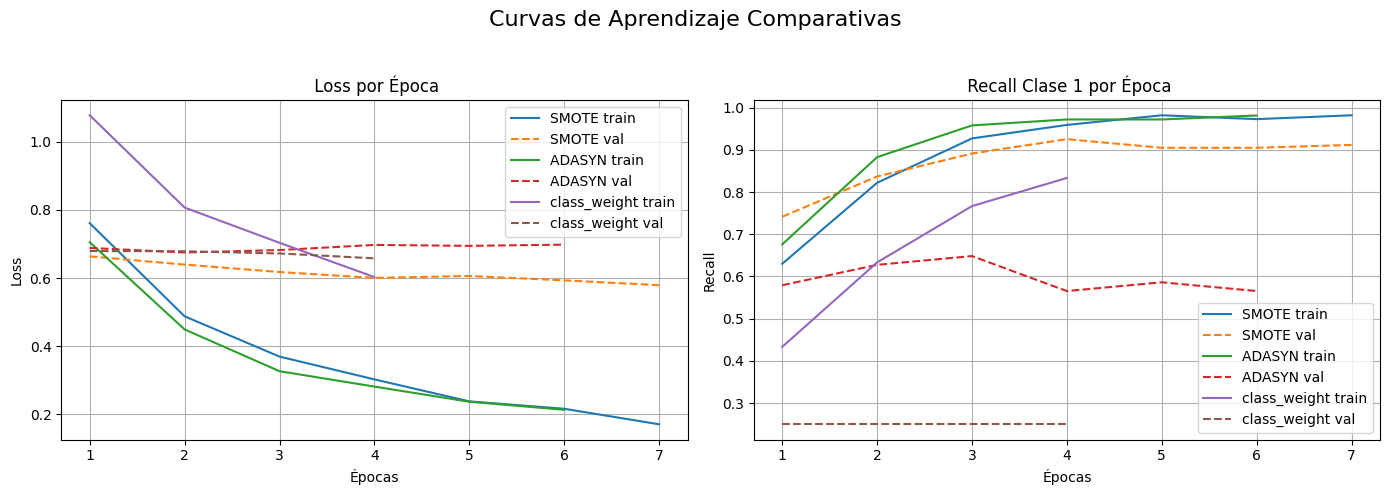 Curvas de Aprendizaje Comparativas
Loss por Época
1.0
0.8
0.6
0.4
0.2
Loss
1
2
3
4
5
6
7
Épocas
SMOTE train
SMOTE val
ADASYN train
ADASYN val
class_weight train
class_weight val
Recall Clase 1 por Época
1.0
0.9
0.8
0.7
0.6
0.5
0.4
0.3
Recall
1
2
3
4
5
6
7
Épocas
SMOTE train
SMOTE val
ADASYN train
ADASYN val
class_weight train
class_weight val